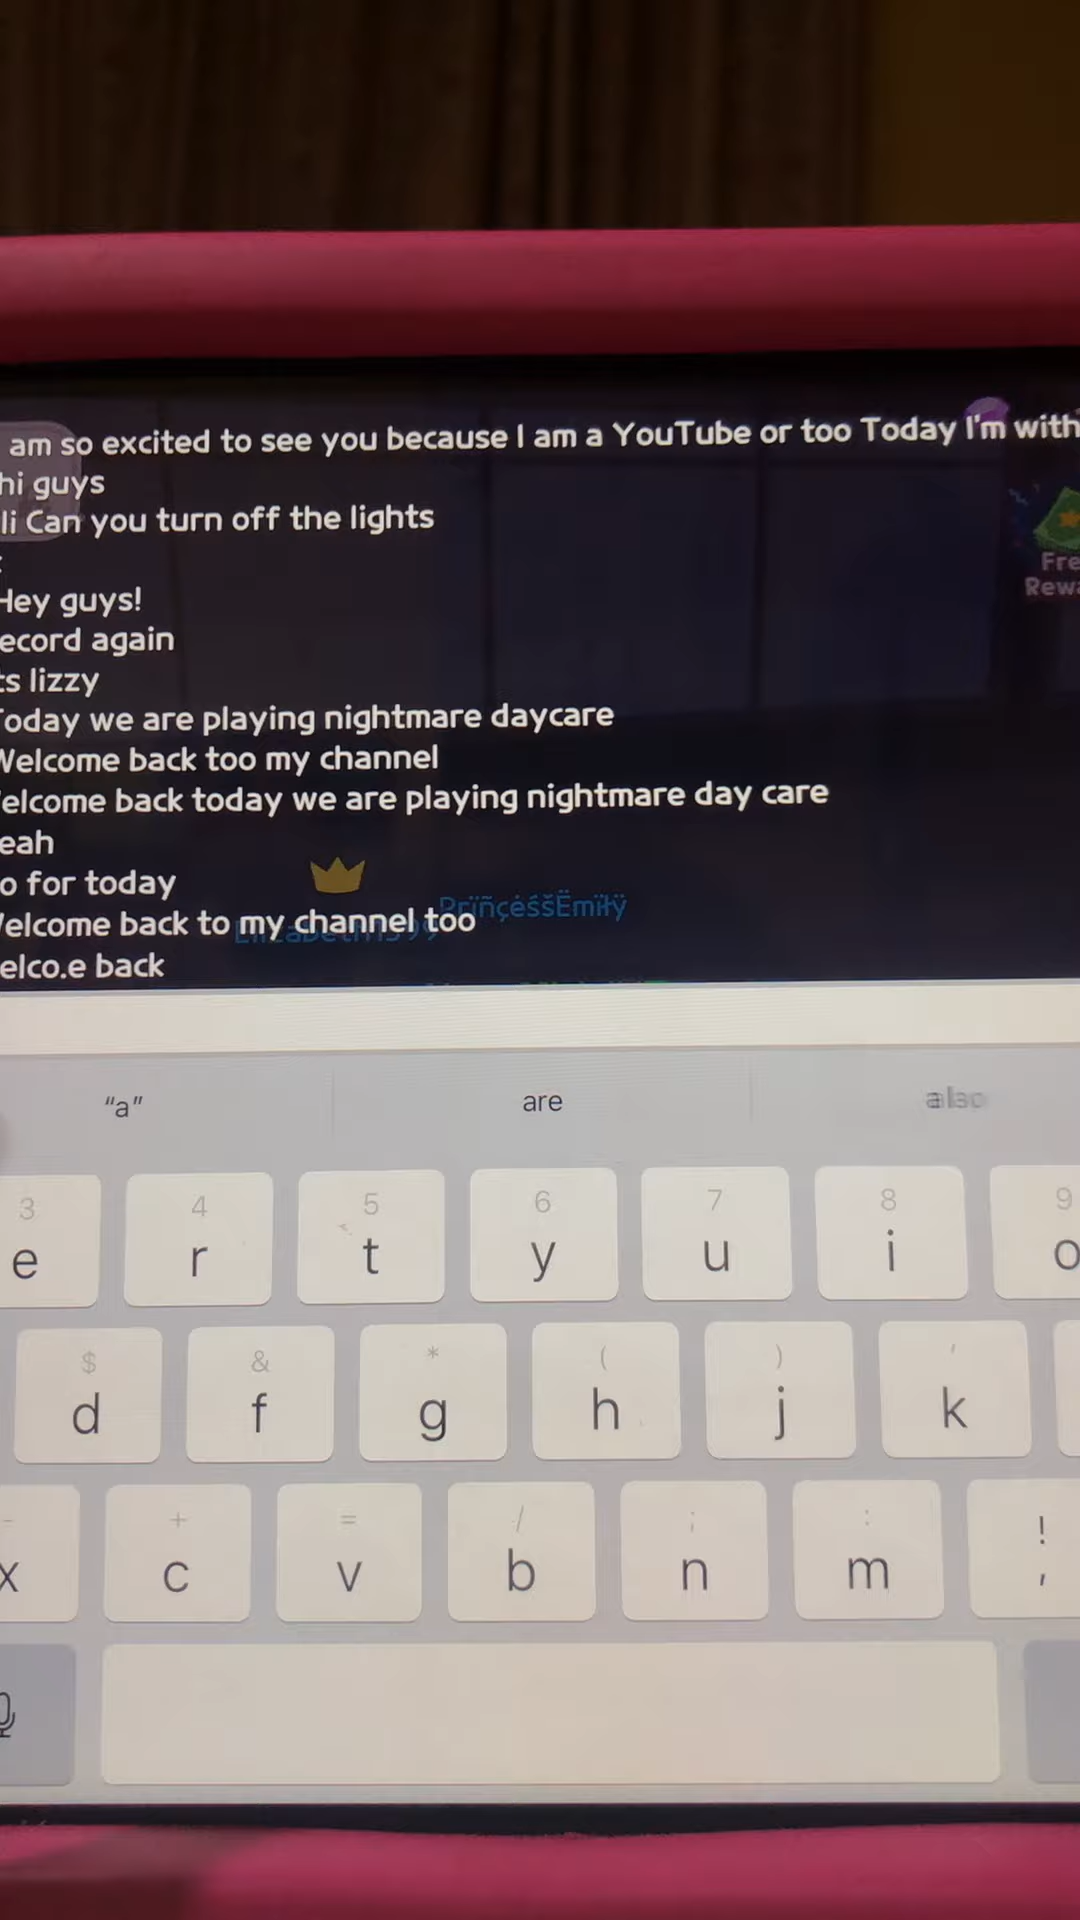 am so excited to see you because I am a YouTube or too Today I'm with
hi guys
li Can you turn off the lights
Hey guys!
ecord again
ts lizzy
Today we are playing nightmare daycare
Welcome back too my channel
elcome back today we are playing nightmare day care
eah
o for today
elcome back to my channel too
elco.e back
Fre
Rewa
PrïñçéšŝËmïłÿ
"a" are also
3 4 5 6 7 8 9
e r t y u i o
$ & * ( ) '
d f g h j k
- + = / ; : !
x c v b n m ,